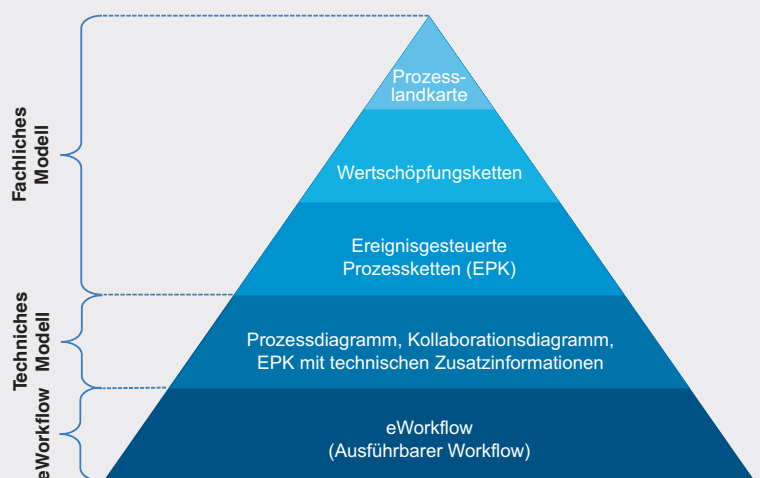 Prozess-
landkarte
Wertschöpfungsketten
Ereignisgesteuerte
Prozessketten (EPK)
Prozessdiagramm, Kollaborationsdiagramm,
EPK mit technischen Zusatzinformationen
eWorkflow
(Ausführbarer Workflow)
Fachliches
Modell
Techniches
Modell
eWorkflow